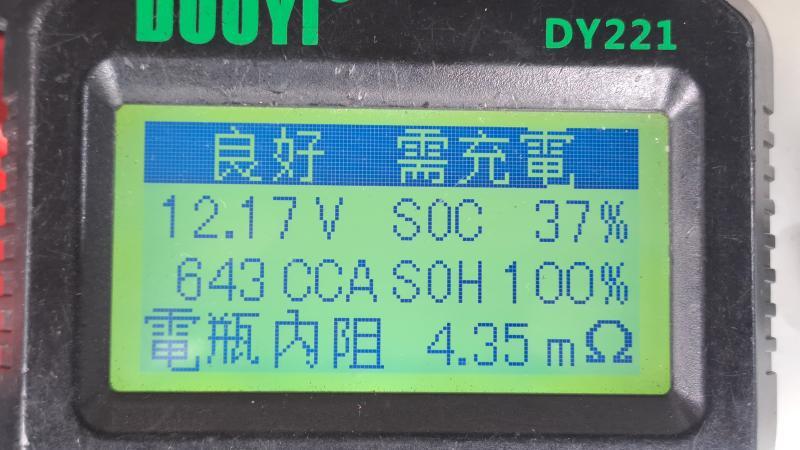 DUOYI®
DY221
良好 需充電
12.17V SOC 37%
643 CCA SOH 100%
電瓶內阻 4.35 mΩ